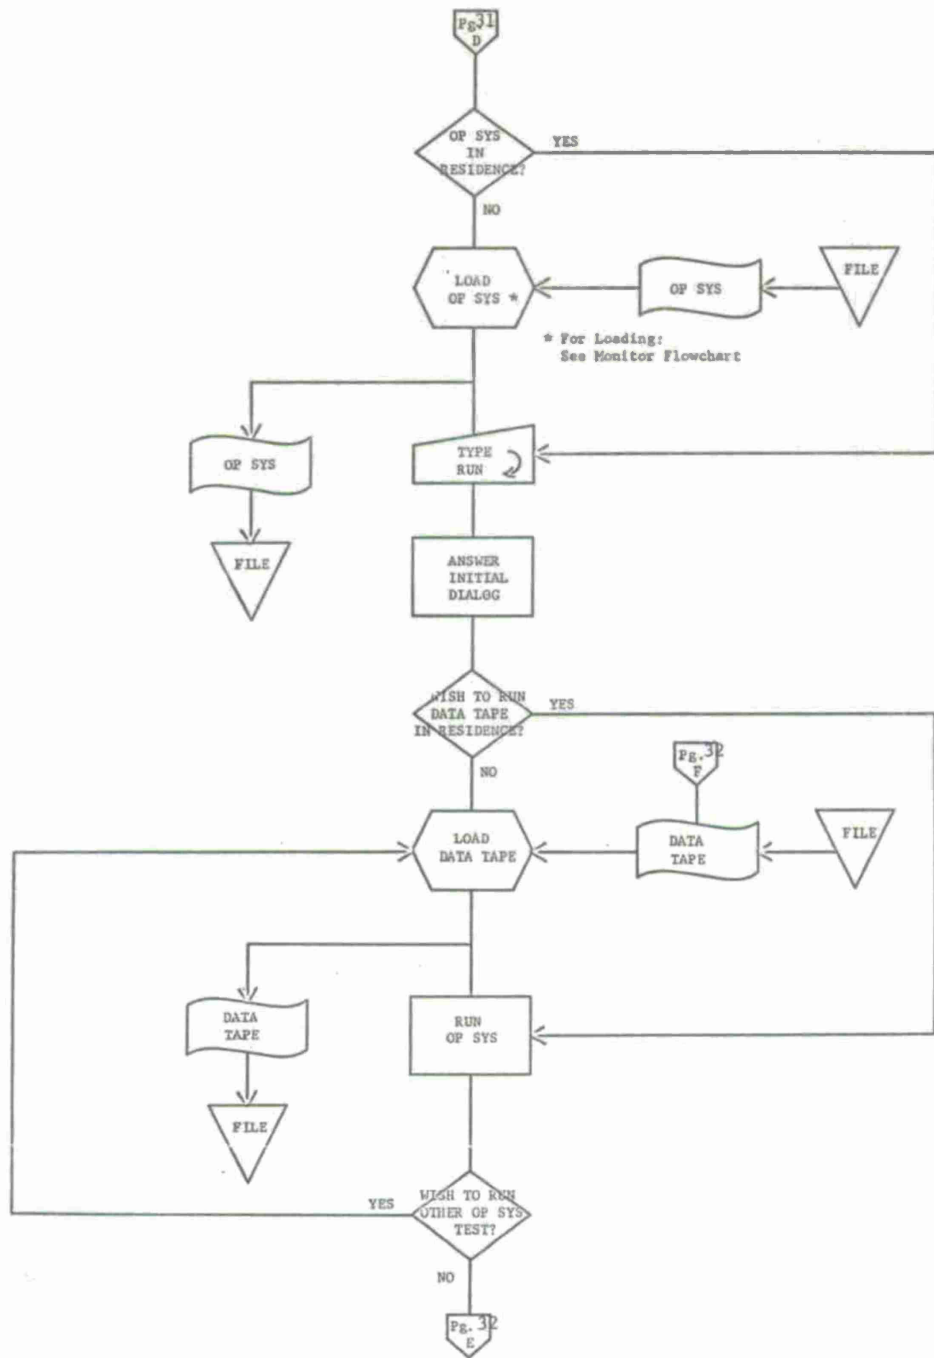 Pg.31
D
OP SYS
IN
RESIDENCE?
YES
NO
LOAD
OP SYS *
OP SYS
FILE
* For Loading:
See Monitor Flowchart
OP SYS
FILE
TYPE
RUN
ANSWER
INITIAL
DIALOG
WISH TO RUN
DATA TAPE
IN RESIDENCE?
YES
NO
Pg.32
F
LOAD
DATA TAPE
DATA
TAPE
FILE
DATA
TAPE
FILE
RUN
OP SYS
WISH TO RUN
OTHER OP SYS
TEST?
YES
NO
Pg. 32
E